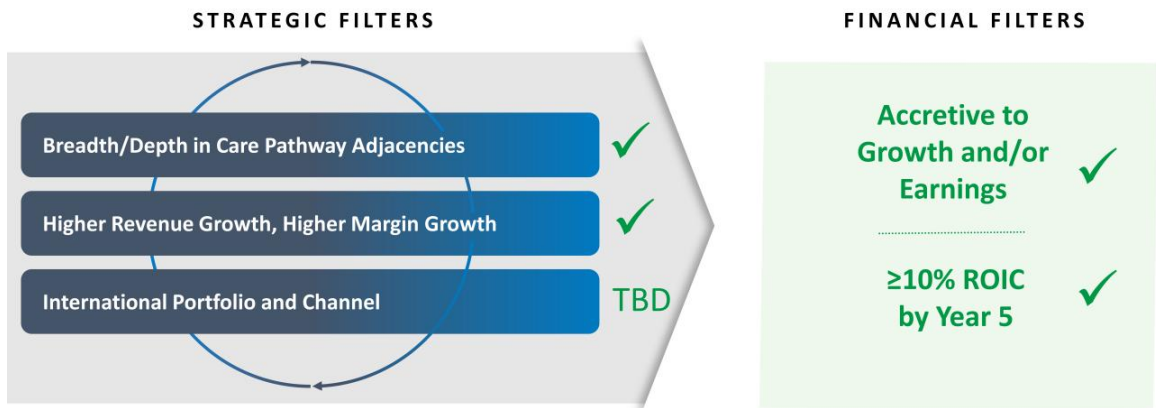 STRATEGIC FILTERS
Breadth/Depth in Care Pathway Adjacencies
Higher Revenue Growth, Higher Margin Growth
International Portfolio and Channel
TBD
FINANCIAL FILTERS
Accretive to
Growth and/or
Earnings
≥10% ROIC
by Year 5